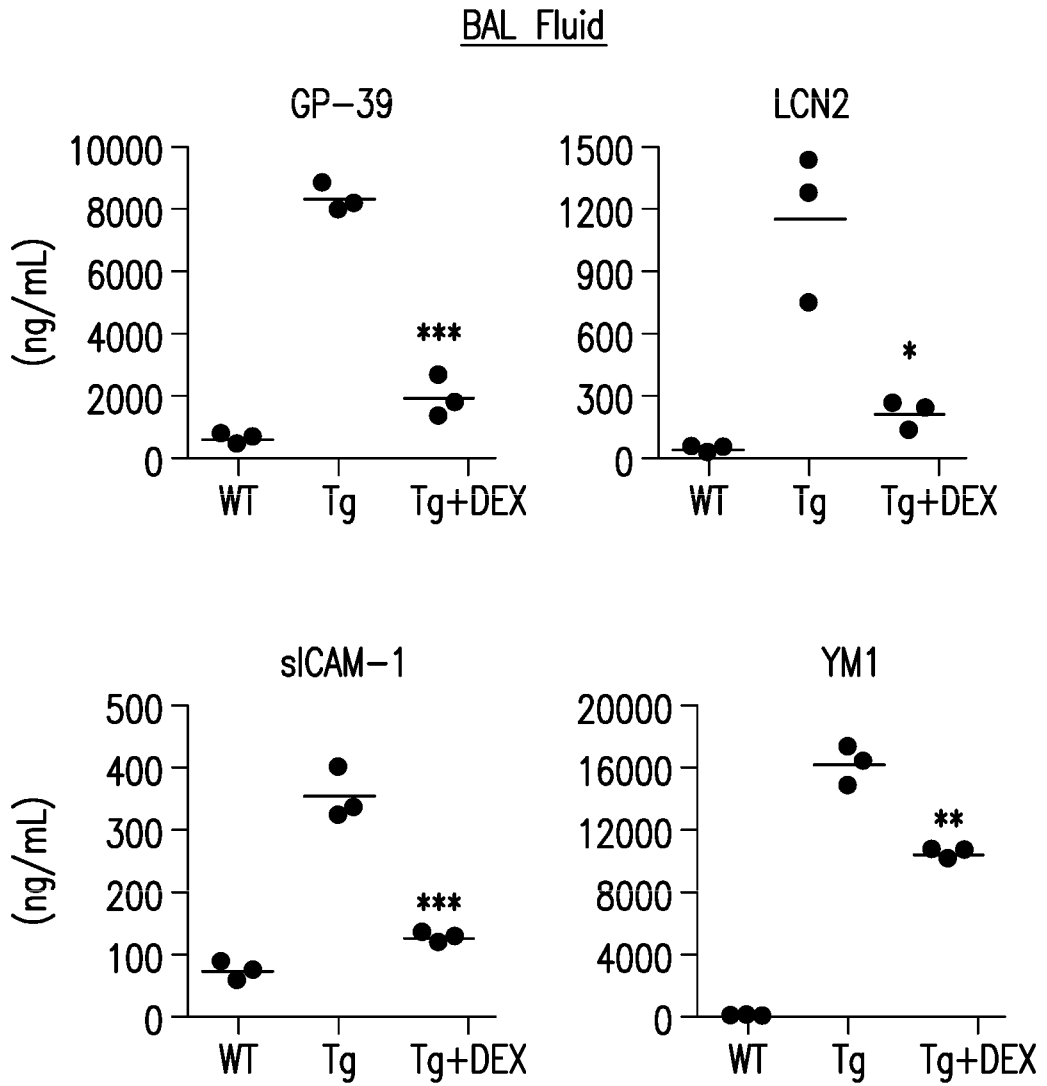 BAL Fluid
GP-39
(ng/mL)
10000
8000
6000
4000
2000
0
***
WT Tg Tg+DEX
LCN2
1500
1200
900
600
300
0
*
WT Tg Tg+DEX
sICAM-1
(ng/mL)
500
400
300
200
100
0
***
WT Tg Tg+DEX
YM1
20000
16000
12000
8000
4000
0
**
WT Tg Tg+DEX